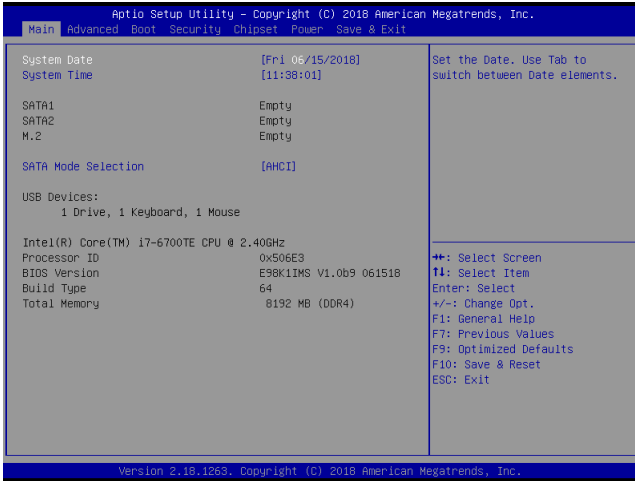 Aptio Setup Utility – Copyright (C) 2018 American Megatrends, Inc.
Main Advanced Boot Security Chipset Power Save & Exit
System Date [Fri 06/15/2018]
System Time [11:38:01]
SATA1 Empty
SATA2 Empty
M.2 Empty
SATA Mode Selection [AHCI]
USB Devices:
1 Drive, 1 Keyboard, 1 Mouse
Intel(R) Core(TM) i7-6700TE CPU @ 2.40GHz
Processor ID 0x506E3
BIOS Version E98K1IMS V1.0b9 061518
Build Type 64
Total Memory 8192 MB (DDR4)
Set the Date. Use Tab to
switch between Date elements.
→←: Select Screen
↑↓: Select Item
Enter: Select
+/-: Change Opt.
F1: General Help
F7: Previous Values
F9: Optimized Defaults
F10: Save & Reset
ESC: Exit
Version 2.18.1263. Copyright (C) 2018 American Megatrends, Inc.